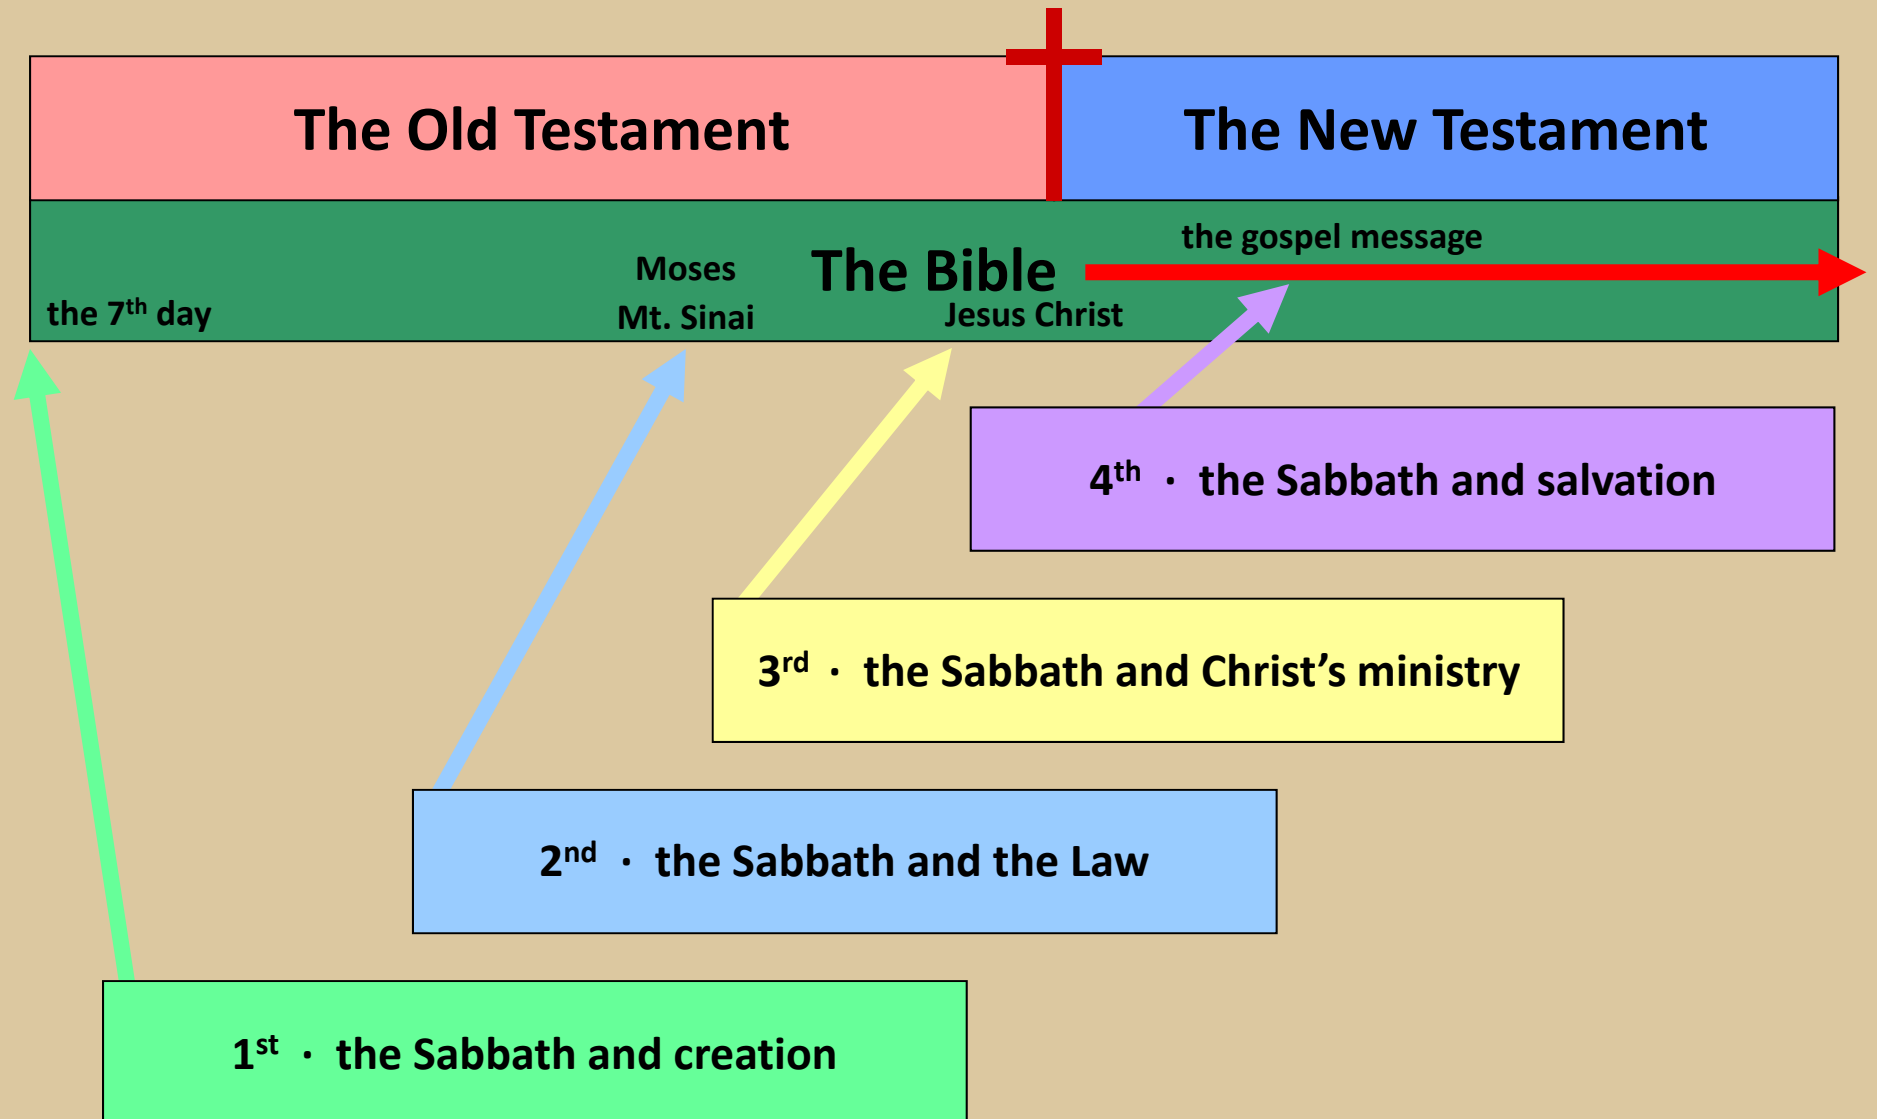 The Old Testament
The New Testament
the gospel message
The Bible
Moses
Mt. Sinai
the 7th day
Jesus Christ
4th · the Sabbath and salvation
3rd · the Sabbath and Christ’s ministry
2nd · the Sabbath and the Law
1st · the Sabbath and creation